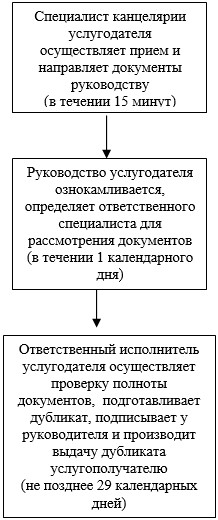 Специалист канцелярии
услугодателя
осуществляет прием и
направляет документы
руководству
(в течении 15 минут)
Руководство услугодателя
ознокамливается,
определяет ответственного
специалиста для
рассмотрения документов
(в течении 1 календарного
дня)
Ответственный исполнитель
услугодателя осуществляет
проверку полноты
документов, подготавливает
дубликат, подписывает у
руководителя и производит
выдачу дубликата
услугополучателю
(не позднее 29 календарных
дней)